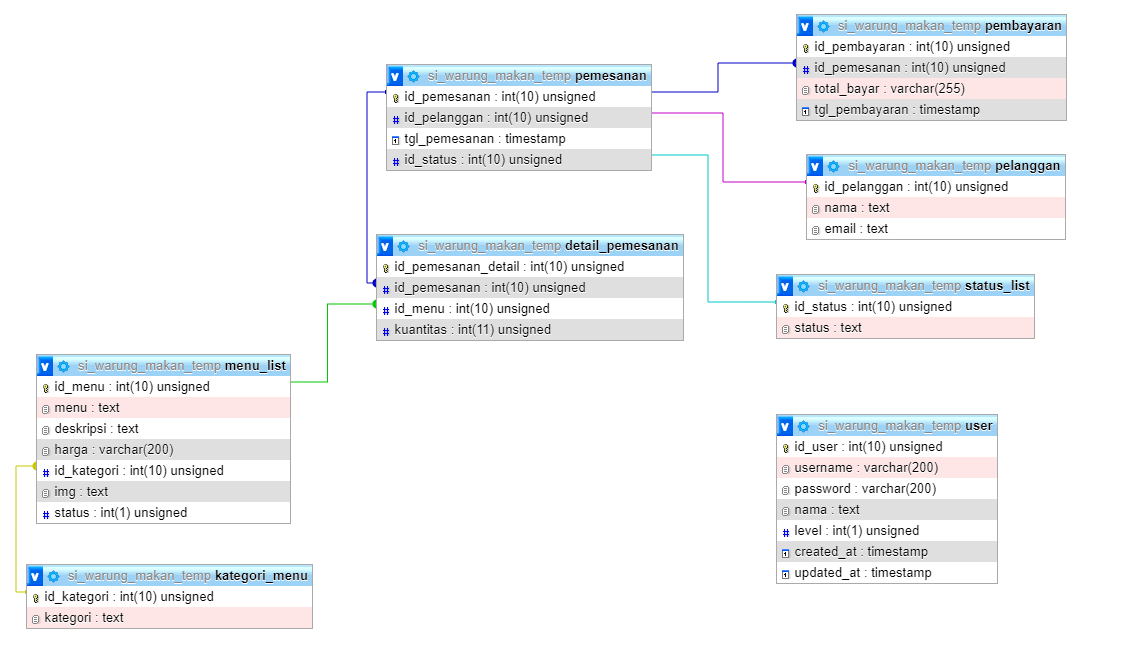 si_warung_makan_temp pembayaran
id_pembayaran : int(10) unsigned
id_pemesanan : int(10) unsigned
total_bayar : varchar(255)
tgl_pembayaran : timestamp
si_warung_makan_temp pemesanan
id_pemesanan : int(10) unsigned
id_pelanggan : int(10) unsigned
tgl_pemesanan : timestamp
id_status : int(10) unsigned
si_warung_makan_temp pelanggan
id_pelanggan : int(10) unsigned
nama : text
email : text
si_warung_makan_temp detail_pemesanan
id_pemesanan_detail : int(10) unsigned
id_pemesanan : int(10) unsigned
id_menu : int(10) unsigned
kuantitas : int(11) unsigned
si_warung_makan_temp status_list
id_status : int(10) unsigned
status : text
si_warung_makan_temp menu_list
id_menu : int(10) unsigned
menu : text
deskripsi : text
harga : varchar(200)
id_kategori : int(10) unsigned
img : text
status : int(1) unsigned
si_warung_makan_temp user
id_user : int(10) unsigned
username : varchar(200)
password : varchar(200)
nama : text
level : int(1) unsigned
created_at : timestamp
updated_at : timestamp
si_warung_makan_temp kategori_menu
id_kategori : int(10) unsigned
kategori : text